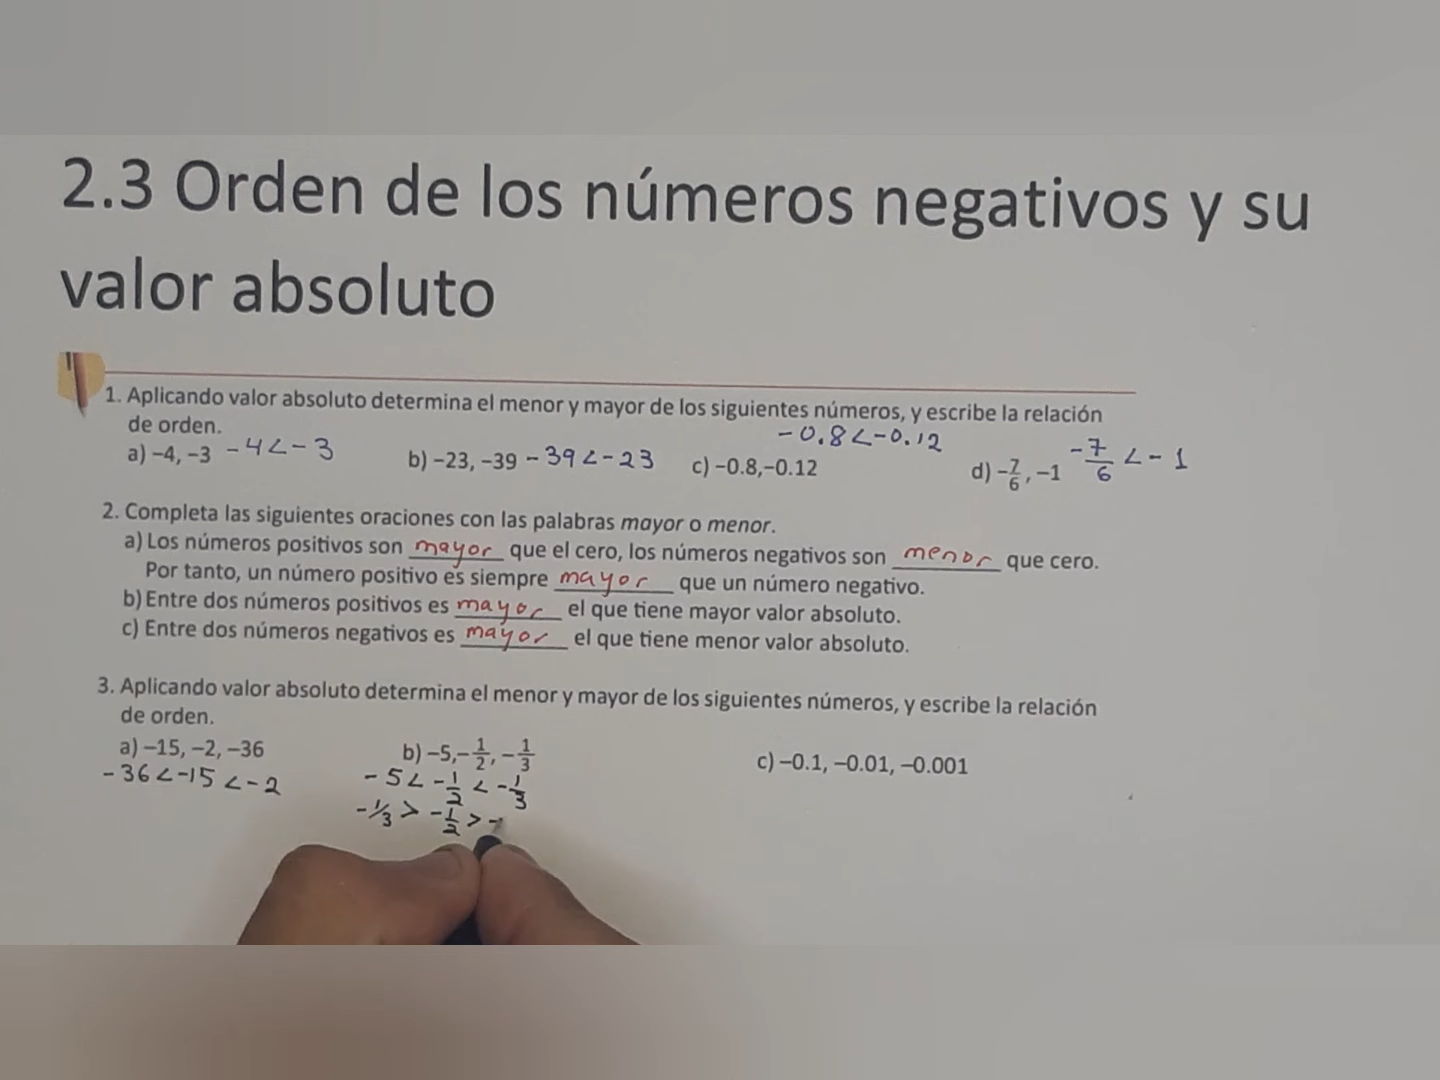 2.3 Orden de los números negativos y su
valor absoluto
1. Aplicando valor absoluto determina el menor y mayor de los siguientes números, y escribe la relación
de orden.
a) –4, –3 -4<-3 b) –23, –39 -39<-23 c) –0.8,–0.12 -0.8<-0.12 d) –7/6, –1 -7/6 <-1
2. Completa las siguientes oraciones con las palabras mayor o menor.
a) Los números positivos son mayor que el cero, los números negativos son menor que cero.
Por tanto, un número positivo es siempre mayor que un número negativo.
b) Entre dos números positivos es mayor el que tiene mayor valor absoluto.
c) Entre dos números negativos es mayor el que tiene menor valor absoluto.
3. Aplicando valor absoluto determina el menor y mayor de los siguientes números, y escribe la relación
de orden.
a) –15, –2, –36 b) –5,–1/2, –1/3 c) –0.1, –0.01, –0.001
-36<-15<-2 -5<-1/2<-1/3
-1/3>-1/2>-